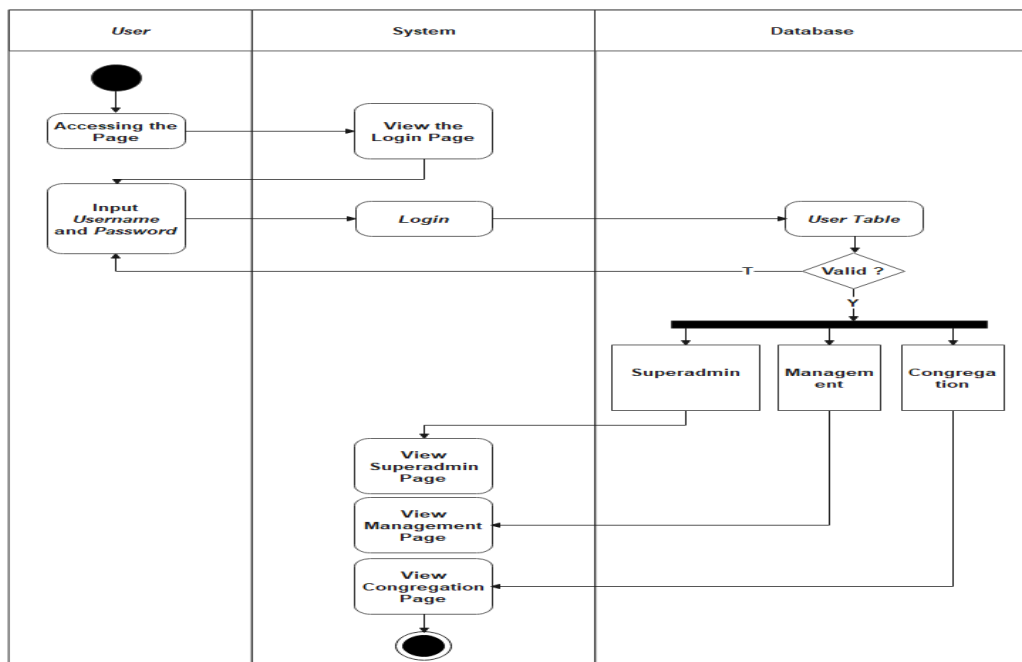 User
System
Database
Accessing the
Page
View the
Login Page
Input
Username
and Password
Login
User Table
Valid ?
T
Y
Superadmin
Managem
ent
Congrega
tion
View
Superadmin
Page
View
Management
Page
View
Congregation
Page